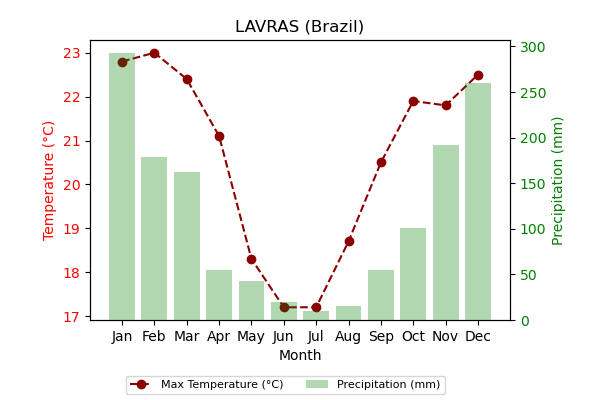 LAVRAS (Brazil)
Temperature (°C)
23
22
21
20
19
18
17
300
250
200
150
100
50
0
Precipitation (mm)
Jan Feb Mar Apr May Jun Jul Aug Sep Oct Nov Dec
Month
Max Temperature (°C) Precipitation (mm)